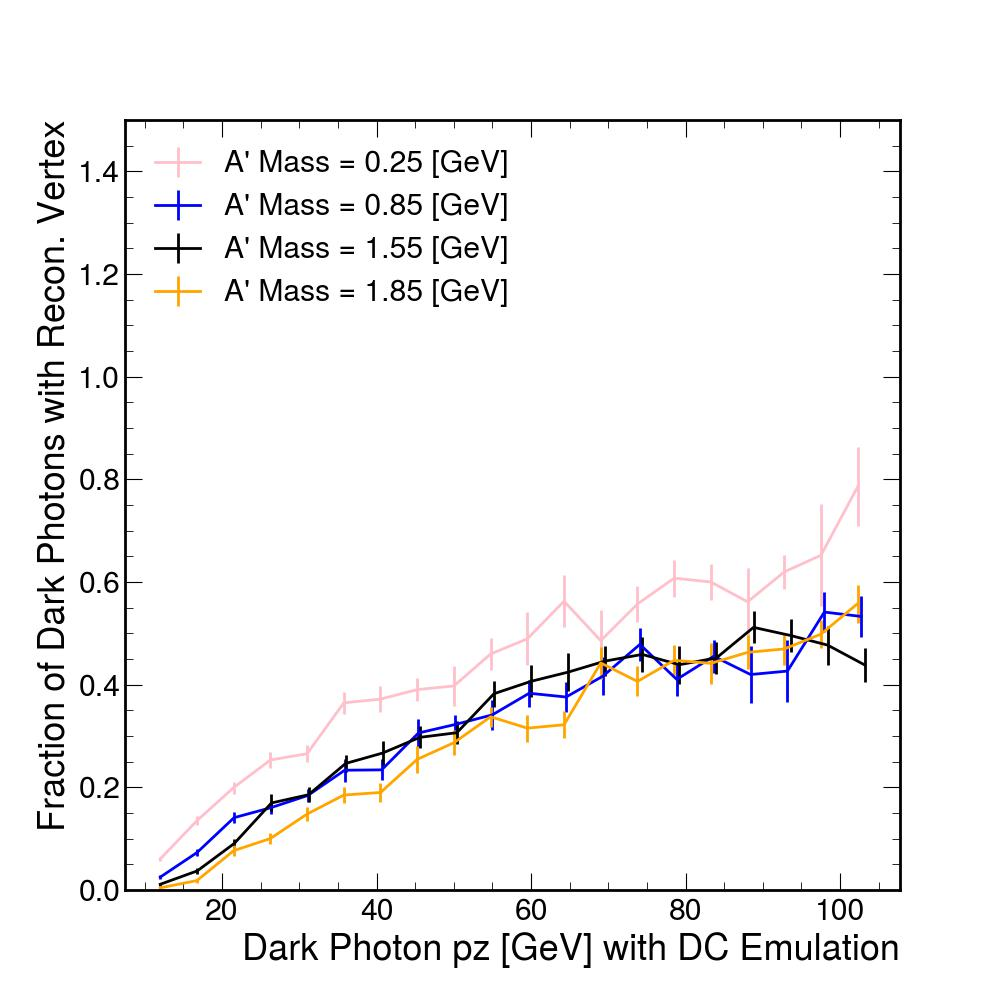 Fraction of Dark Photons with Recon. Vertex
1.4
1.2
1.0
0.8
0.6
0.4
0.2
0.0
A' Mass = 0.25 [GeV]
A' Mass = 0.85 [GeV]
A' Mass = 1.55 [GeV]
A' Mass = 1.85 [GeV]
20 40 60 80 100
Dark Photon pz [GeV] with DC Emulation